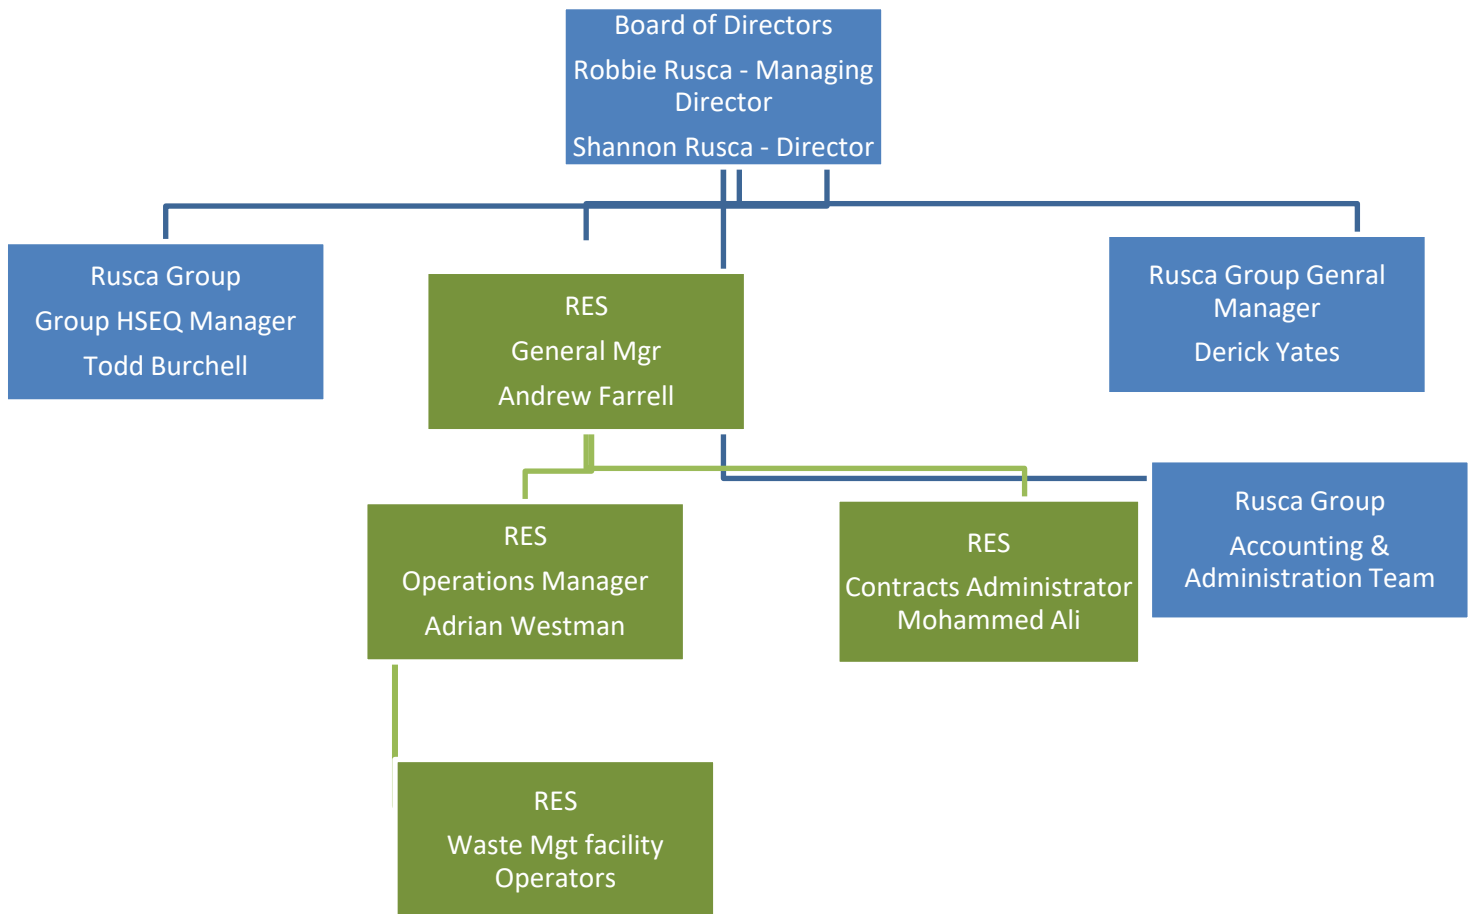 Board of Directors
Robbie Rusca - Managing
Director
Shannon Rusca - Director
Rusca Group
Group HSEQ Manager
Todd Burchell
RES
General Mgr
Andrew Farrell
Rusca Group Genral
Manager
Derick Yates
RES
Operations Manager
Adrian Westman
RES
Contracts Administrator
Mohammed Ali
Rusca Group
Accounting &
Administration Team
RES
Waste Mgt facility
Operators